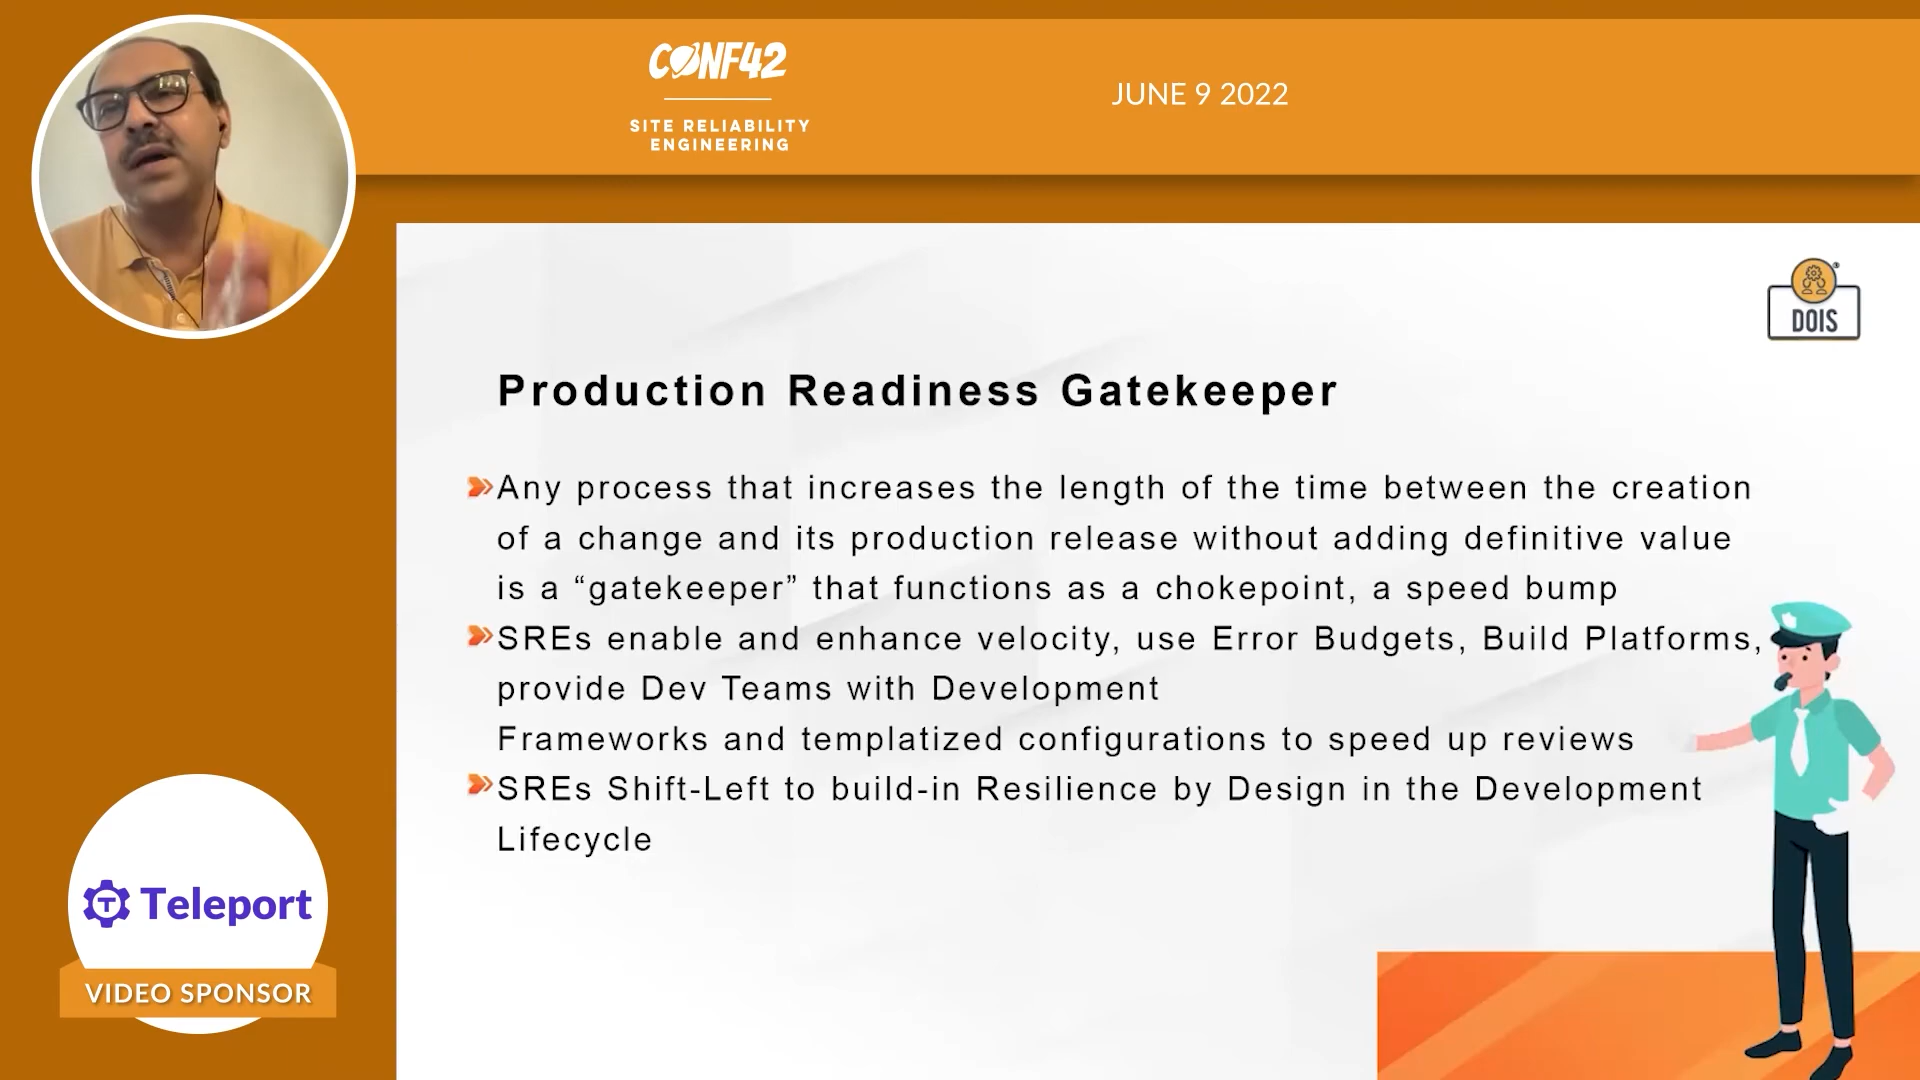 CONF42
SITE RELIABILITY
ENGINEERING
JUNE 9 2022
DOIS
Production Readiness Gatekeeper
Any process that increases the length of the time between the creation
of a change and its production release without adding definitive value
is a “gatekeeper” that functions as a chokepoint, a speed bump
SREs enable and enhance velocity, use Error Budgets, Build Platforms,
provide Dev Teams with Development
Frameworks and templatized configurations to speed up reviews
SREs Shift-Left to build-in Resilience by Design in the Development
Lifecycle
T Teleport
VIDEO SPONSOR